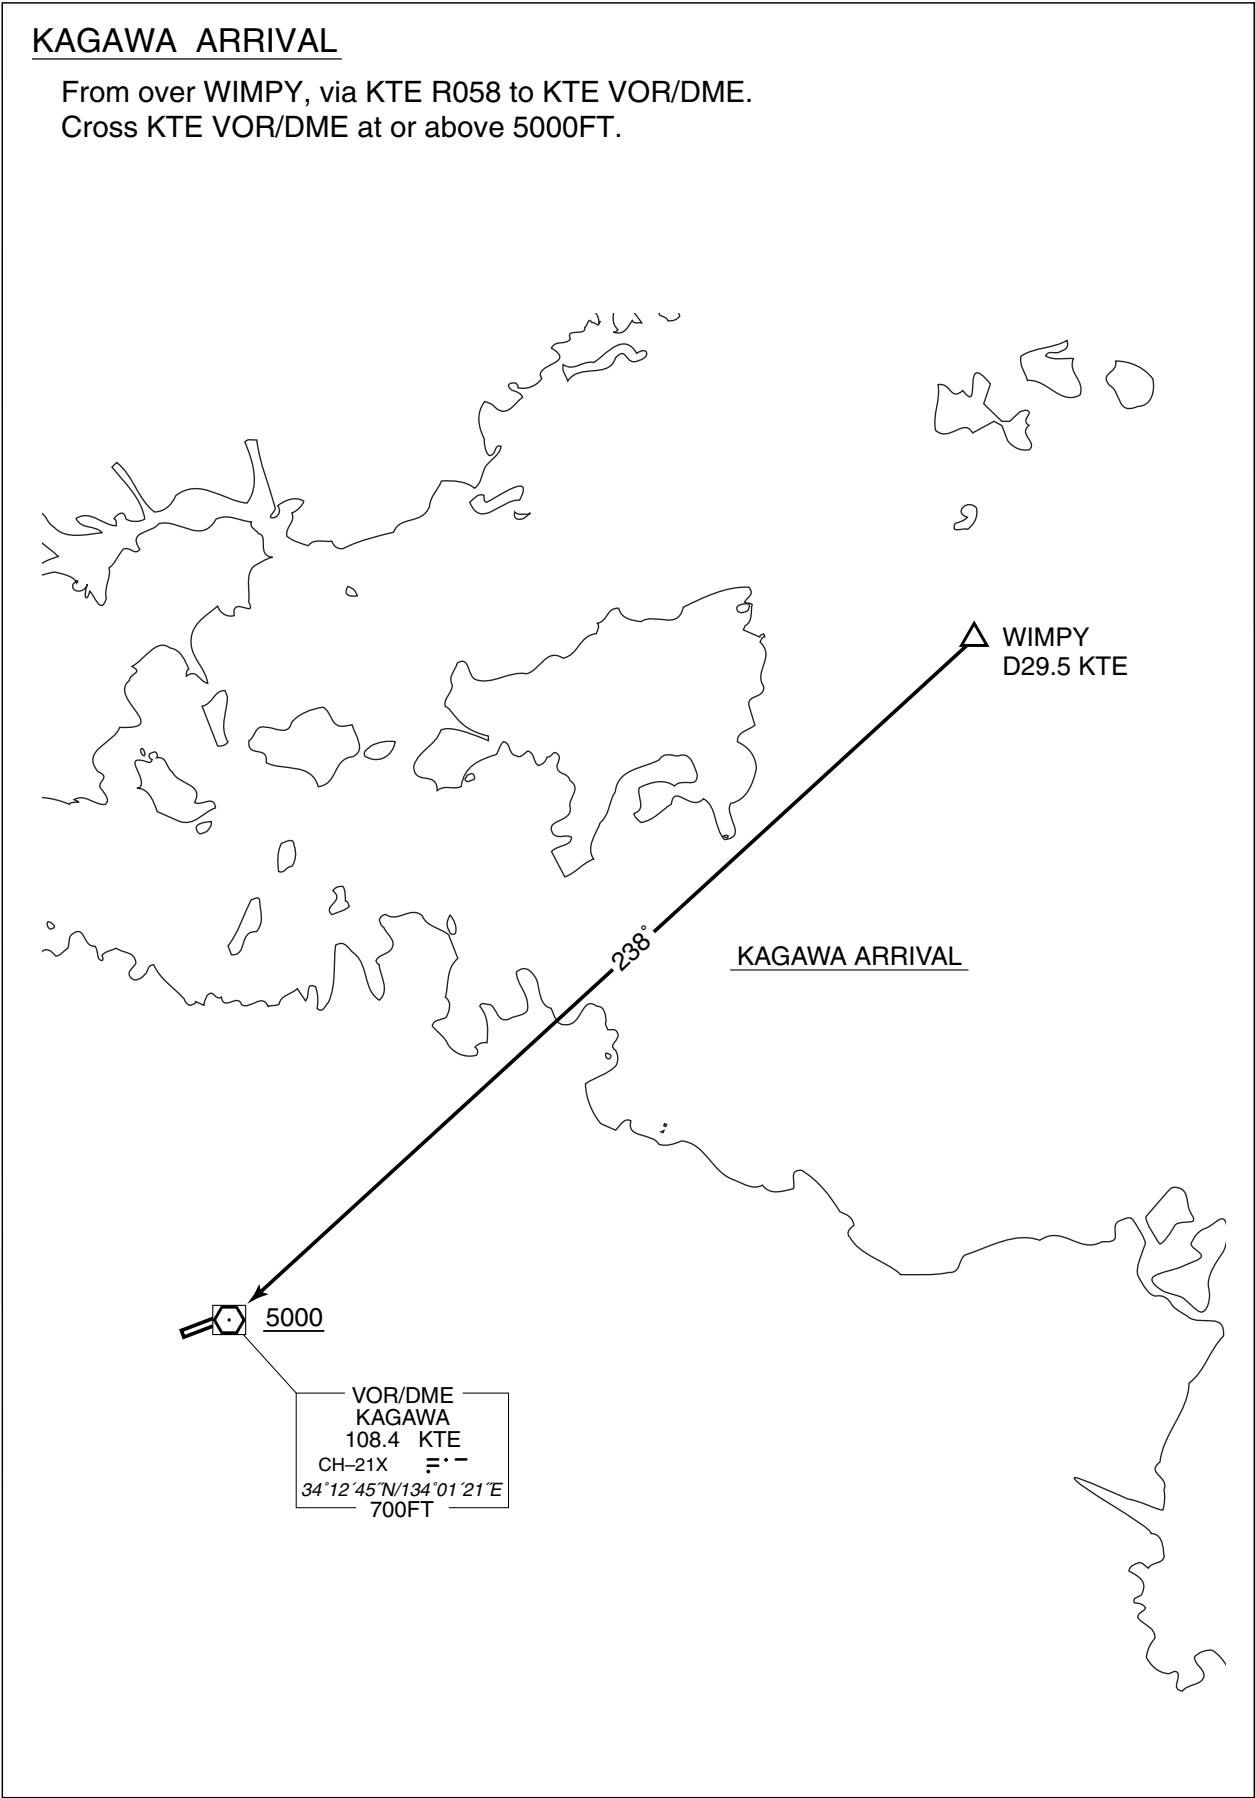 KAGAWA ARRIVAL
From over WIMPY, via KTE R058 to KTE VOR/DME.
Cross KTE VOR/DME at or above 5000FT.
WIMPY
D29.5 KTE
238°
KAGAWA ARRIVAL
5000
VOR/DME
KAGAWA
108.4 KTE
CH–21X
34°12´45˝N/134°01´21˝E
700FT